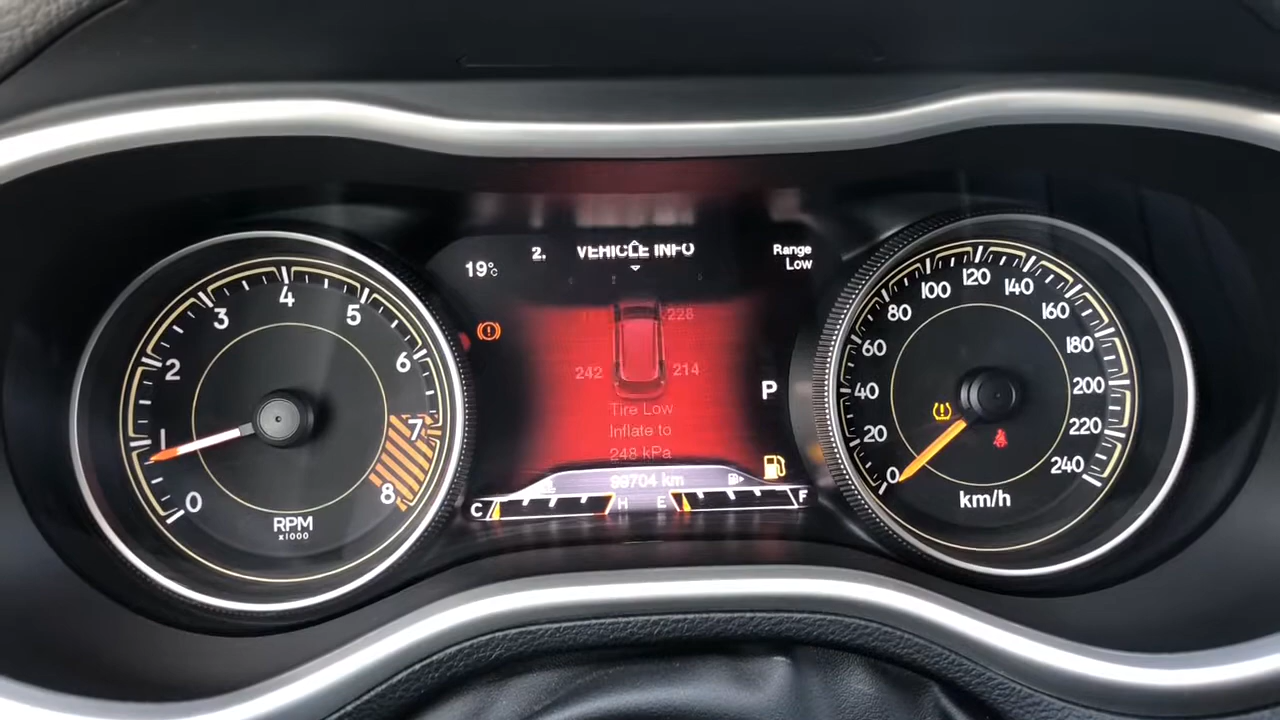 2. VEHICLE INFO
19°C
Range
Low
228
242
214
Tire Low
Inflate to
248 kPa
P
99704 km
C
H
E
F
0
1
2
3
4
5
6
7
8
RPM
x1000
0
20
40
60
80
100
120
140
160
180
200
220
240
km/h